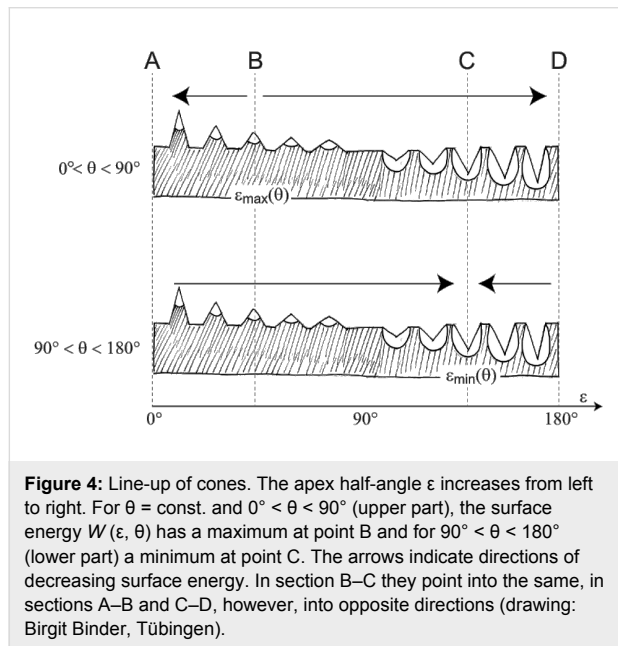 A B C D
0°< θ < 90°
εmax(θ)
90° < θ < 180°
εmin(θ)
ε
0° 90° 180°
Figure 4: Line-up of cones. The apex half-angle ε increases from left
to right. For θ = const. and 0° < θ < 90° (upper part), the surface
energy W (ε, θ) has a maximum at point B and for 90° < θ < 180°
(lower part) a minimum at point C. The arrows indicate directions of
decreasing surface energy. In section B–C they point into the same, in
sections A–B and C–D, however, into opposite directions (drawing:
Birgit Binder, Tübingen).